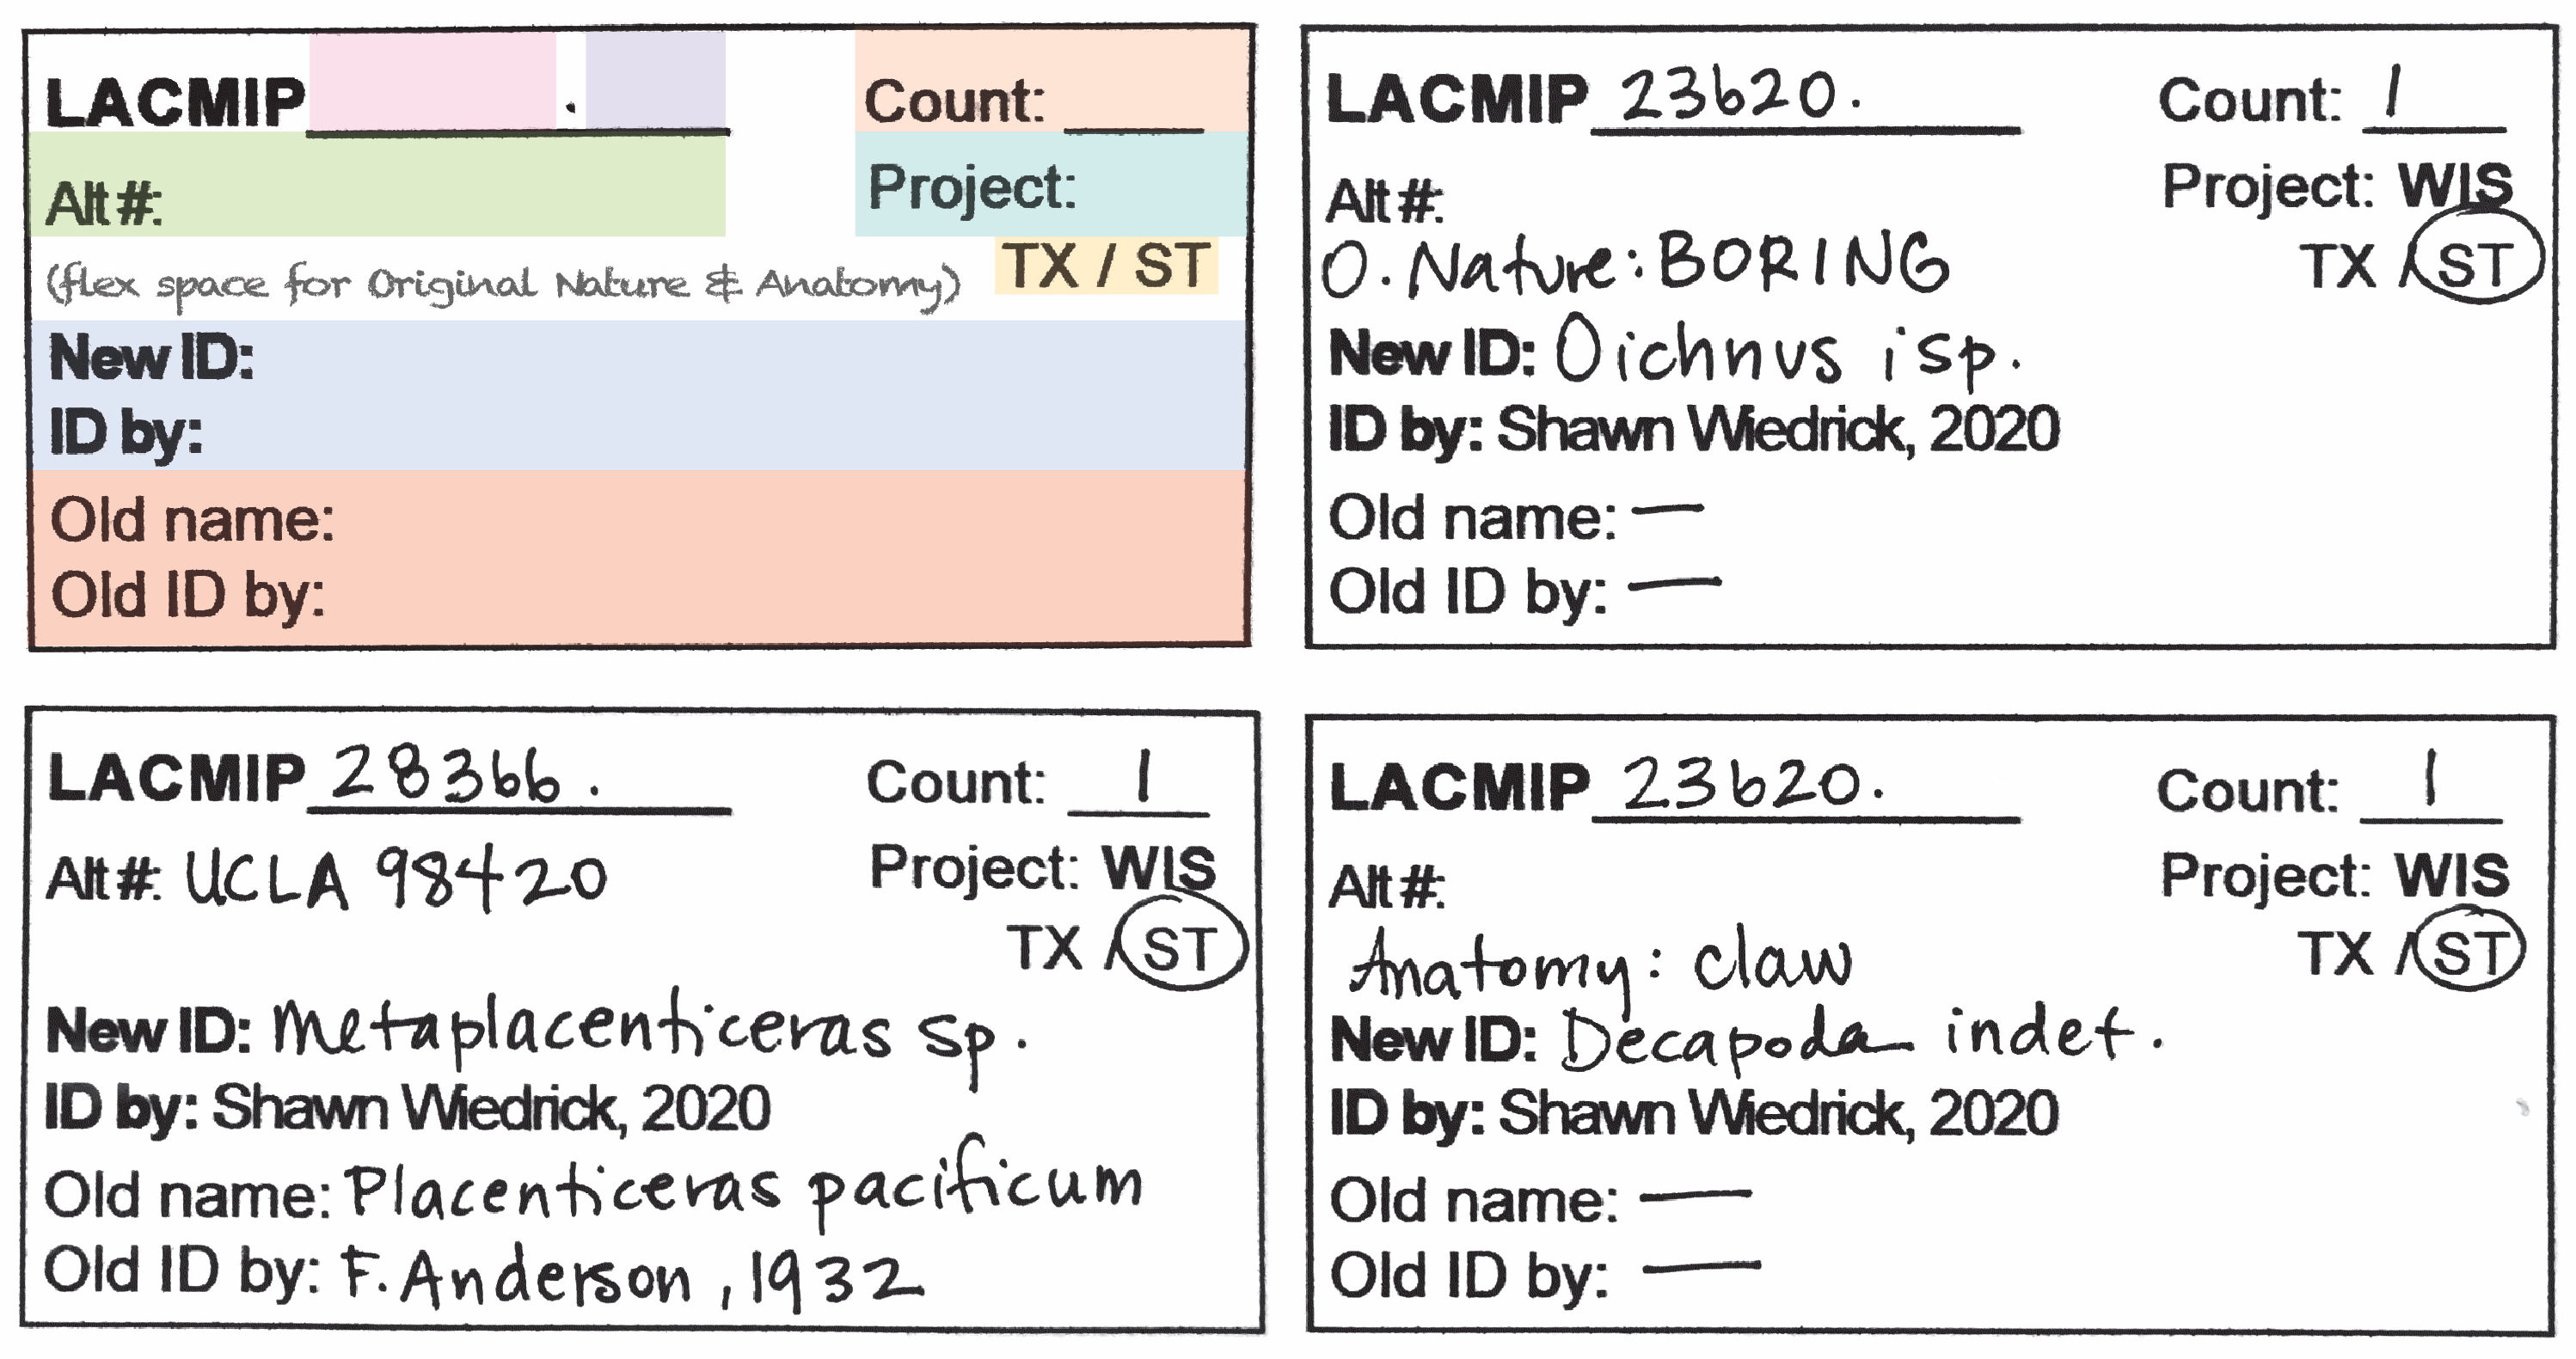 LACMIP .
Count:
Alt #:
Project:
(flex space for Original Nature & Anatomy)
TX / ST
New ID:
ID by:
Old name:
Old ID by:
LACMIP 23620.
Count: 1
Alt #:
Project: WIS
O. Nature: BORING
TX / ST
New ID: Oichnus isp.
ID by: Shawn Wiedrick, 2020
Old name: —
Old ID by: —
LACMIP 28366.
Count: 1
Alt #: UCLA 98420
Project: WIS
TX / ST
New ID: Metaplacenticeras sp.
ID by: Shawn Wiedrick, 2020
Old name: Placenticeras pacificum
Old ID by: F. Anderson, 1932
LACMIP 23620.
Count: 1
Alt #:
Project: WIS
Anatomy: claw
TX / ST
New ID: Decapoda indet.
ID by: Shawn Wiedrick, 2020
Old name: —
Old ID by: —